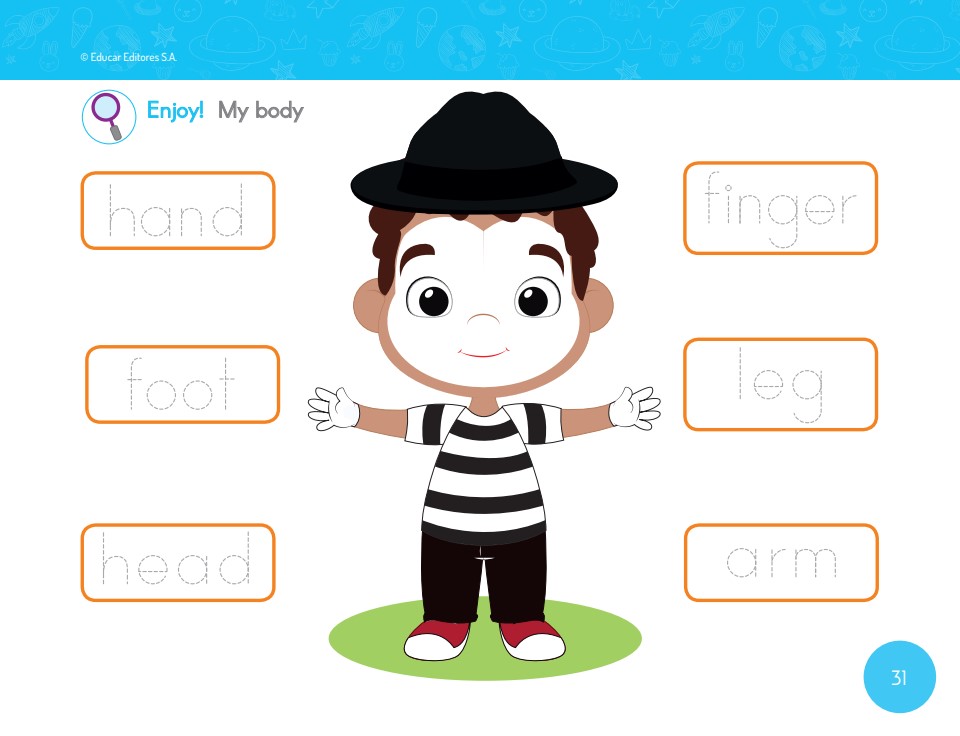 © Educar Editores S.A.
Enjoy! My body
hand
finger
foot
leg
head
arm
31